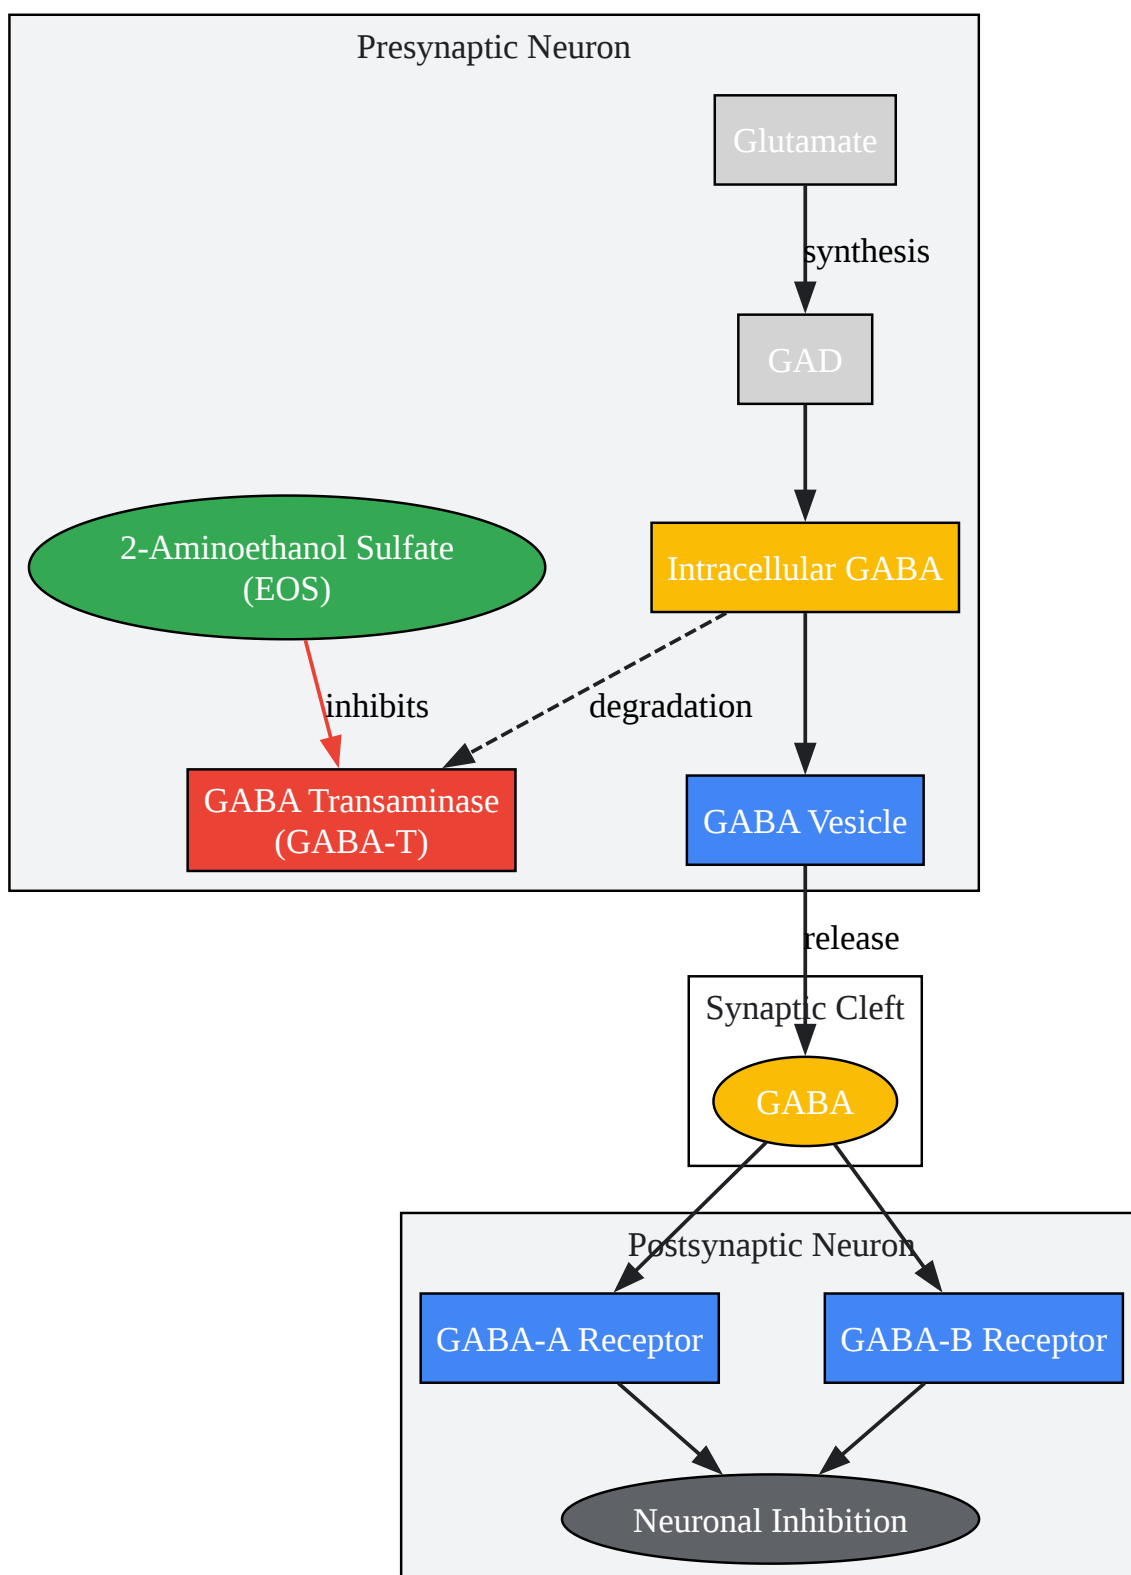 Presynaptic Neuron
Glutamate
synthesis
GAD
2-Aminoethanol Sulfate
(EOS)
Intracellular GABA
inhibits
degradation
GABA Transaminase
(GABA-T)
GABA Vesicle
release
Synaptic Cleft
GABA
Postsynaptic Neuron
GABA-A Receptor
GABA-B Receptor
Neuronal Inhibition